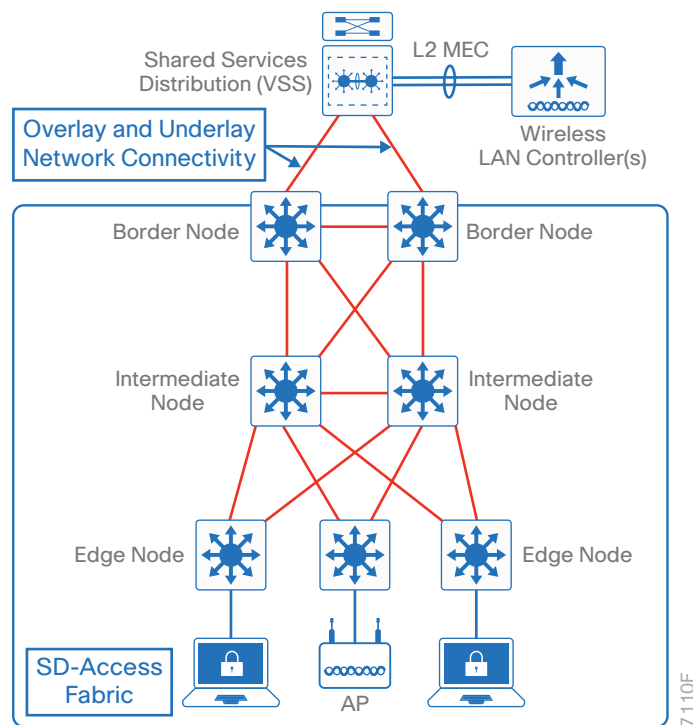 Shared Services
Distribution (VSS)
L2 MEC
Wireless
LAN Controller(s)
Overlay and Underlay
Network Connectivity
Border Node
Border Node
Intermediate
Node
Intermediate
Node
Edge Node
Edge Node
SD-Access
Fabric
AP